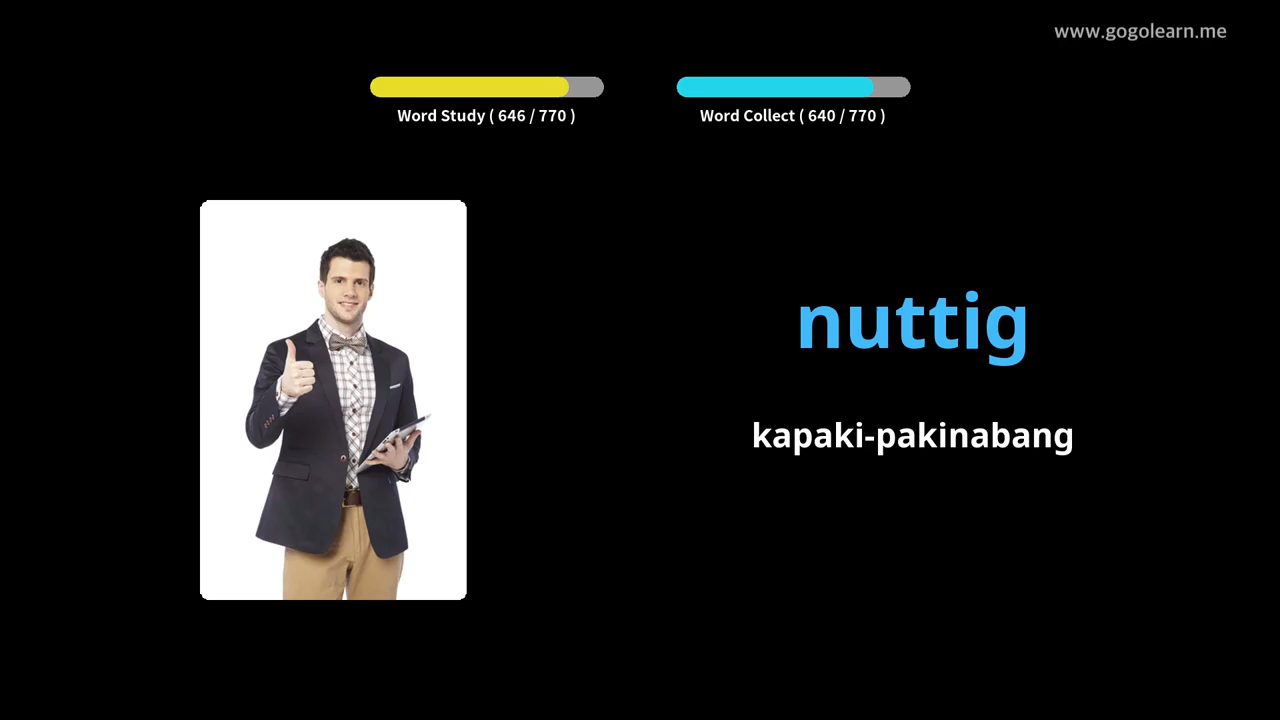 www.gogolearn.me
Word Study ( 646 / 770 )
Word Collect ( 640 / 770 )
nuttig
kapaki-pakinabang